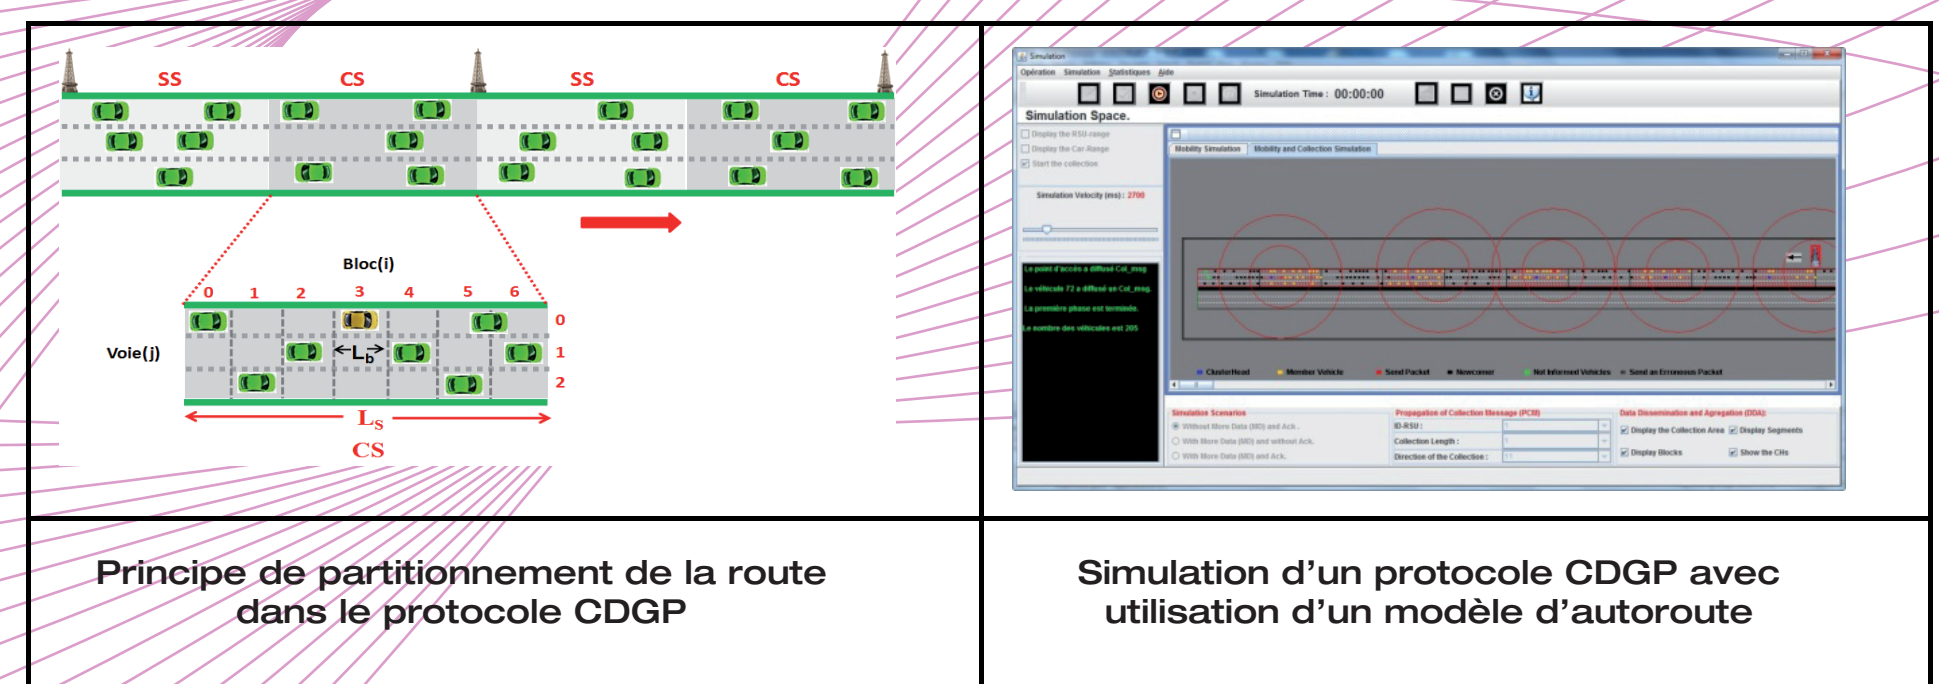 SS
CS
SS
CS
Bloc(i)
0 1 2 3 4 5 6
0
Voie(j)
Lb
1
2
Ls
CS
Principe de partitionnement de la route
dans le protocole CDGP
Simulation
Opération Simulation Statistiques Aide
Simulation Time : 00:00:00
Simulation Space.
Display the RSU-range
Display the Car-Range
Start the collection
Simulation Velocity (ms) : 2700
Le point d'accès a diffusé Col_msg
Le véhicule 72 a diffusé un Col_msg.
La première phase est terminée.
Le nombre des véhicules est 205
Mobility Simulation Mobility and Collection Simulation
ClusterHead Member Vehicle Send Packet Newcomer Not Informed Vehicles Send an Erroneous Packet
Simulation Scenarios
Without More Data (MD) and Ack .
With More Data (MD) and without Ack.
With More Data (MD) and Ack.
Propagation of Collection Message (PCM)
ID-RSU :
Collection Length :
Direction of the Collection :
Data Dissemination and Agregation (DDA):
Display the Collection Area Display Segments
Display Blocks Show the CHs
Simulation d’un protocole CDGP avec
utilisation d’un modèle d’autoroute